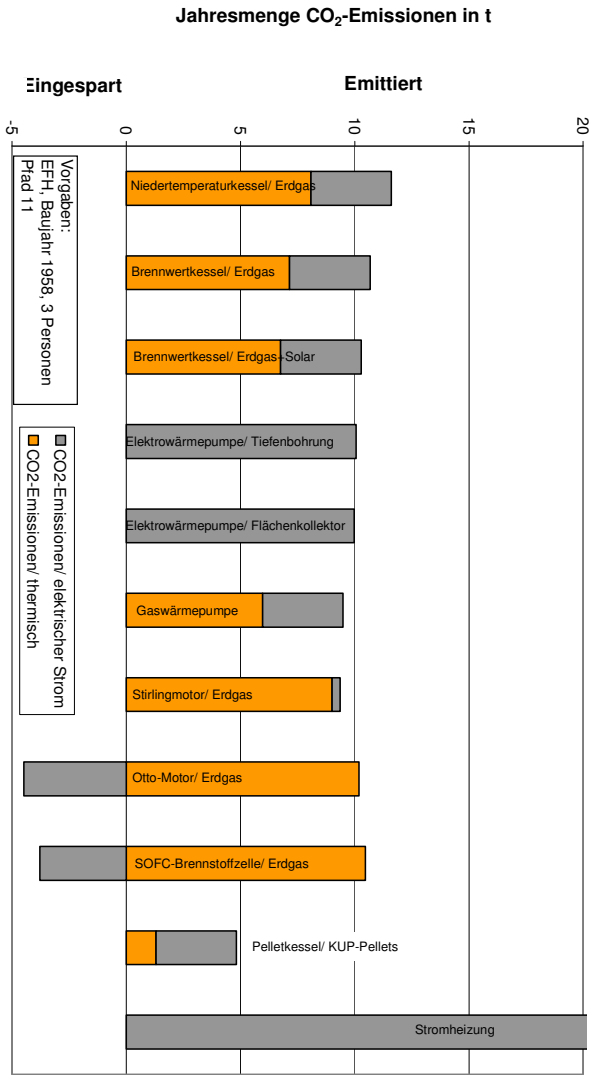 Jahresmenge CO₂-Emissionen in t
Eingespart
Emittiert
-5
0
5
10
15
20
Niedertemperaturkessel/ Erdgas
Brennwertkessel/ Erdgas
Brennwertkessel/ Erdgas+Solar
Elektrowärmepumpe/ Tiefenbohrung
Elektrowärmepumpe/ Flächenkollektor
Gaswärmepumpe
Stirlingmotor/ Erdgas
Otto-Motor/ Erdgas
SOFC-Brennstoffzelle/ Erdgas
Pelletkessel/ KUP-Pellets
Stromheizung
Vorgaben:
EFH, Baujahr 1958, 3 Personen
Pfad 11
CO2-Emissionen/ elektrischer Strom
CO2-Emissionen/ thermisch